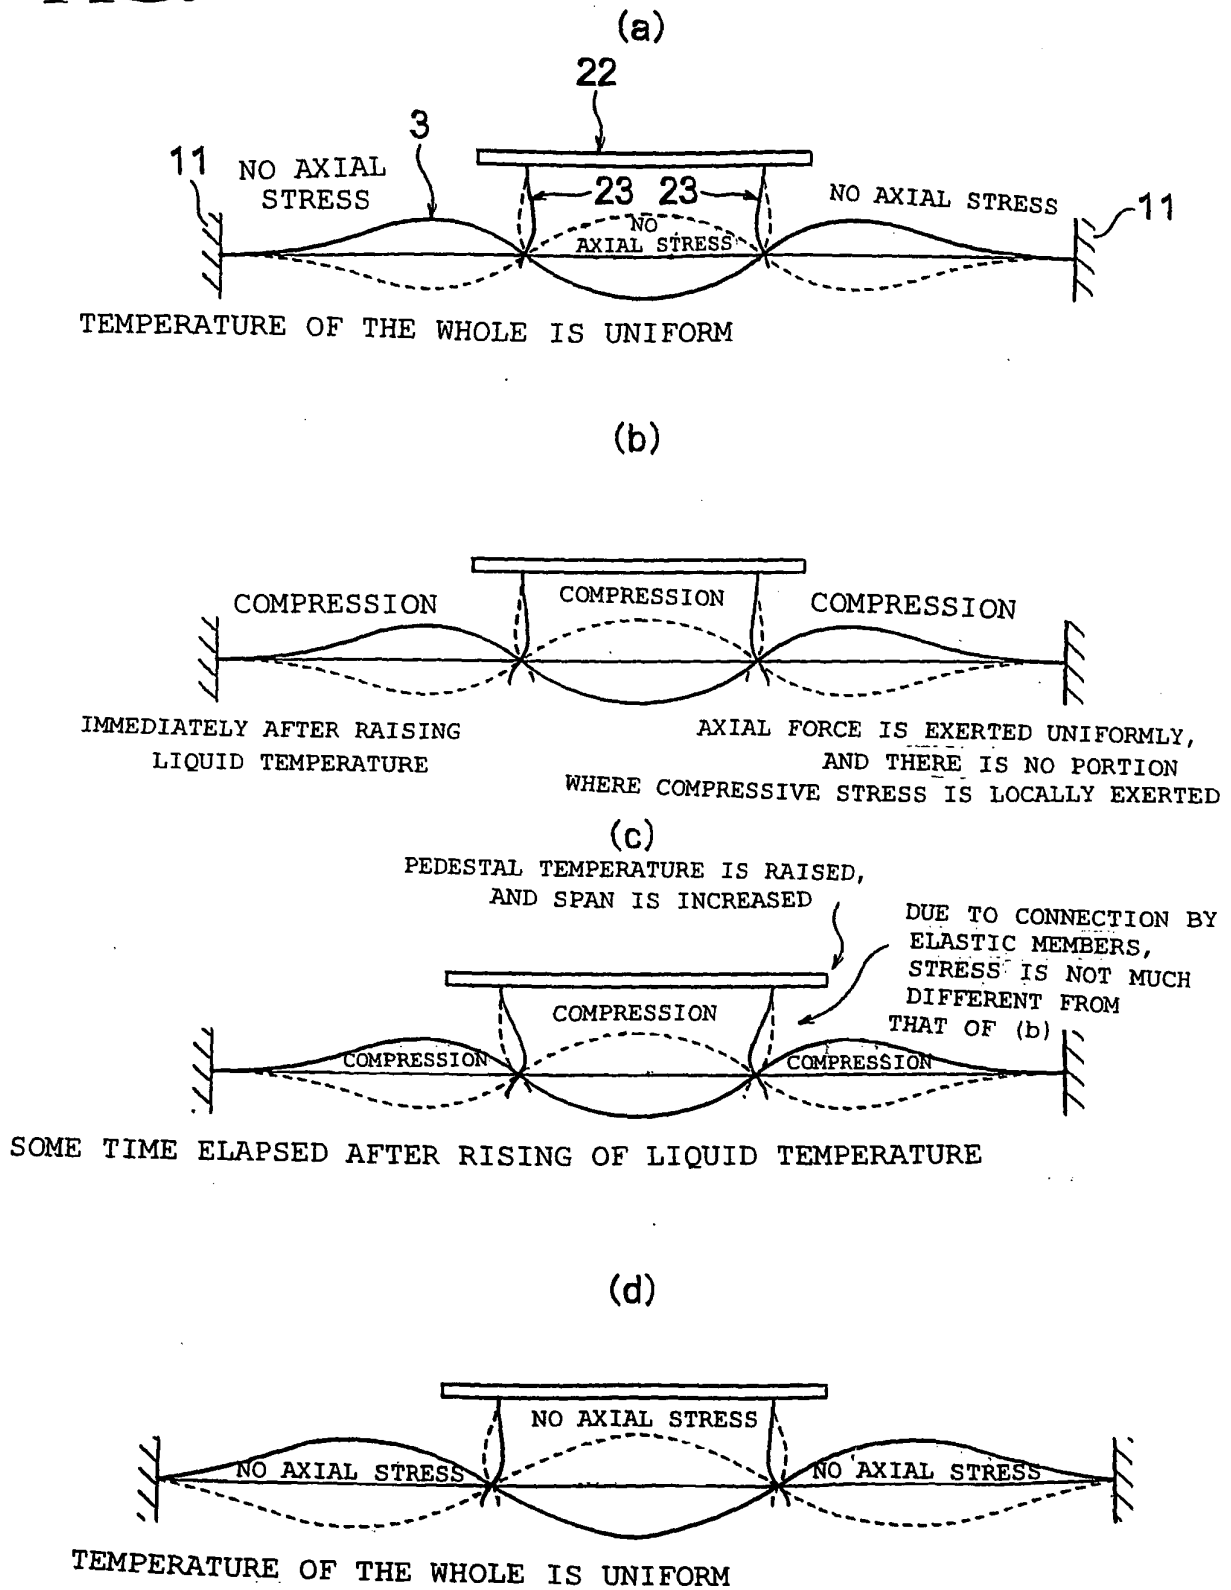 (a)
22
3
11
NO AXIAL
STRESS
23 23
NO AXIAL STRESS
11
NO
AXIAL STRESS
TEMPERATURE OF THE WHOLE IS UNIFORM
(b)
COMPRESSION
COMPRESSION
COMPRESSION
IMMEDIATELY AFTER RAISING
LIQUID TEMPERATURE
AXIAL FORCE IS EXERTED UNIFORMLY,
AND THERE IS NO PORTION
WHERE COMPRESSIVE STRESS IS LOCALLY EXERTED
(c)
PEDESTAL TEMPERATURE IS RAISED,
AND SPAN IS INCREASED
DUE TO CONNECTION BY
ELASTIC MEMBERS,
STRESS IS NOT MUCH
DIFFERENT FROM
THAT OF (b)
COMPRESSION
COMPRESSION
COMPRESSION
SOME TIME ELAPSED AFTER RISING OF LIQUID TEMPERATURE
(d)
NO AXIAL STRESS
NO AXIAL STRESS
NO AXIAL STRESS
TEMPERATURE OF THE WHOLE IS UNIFORM